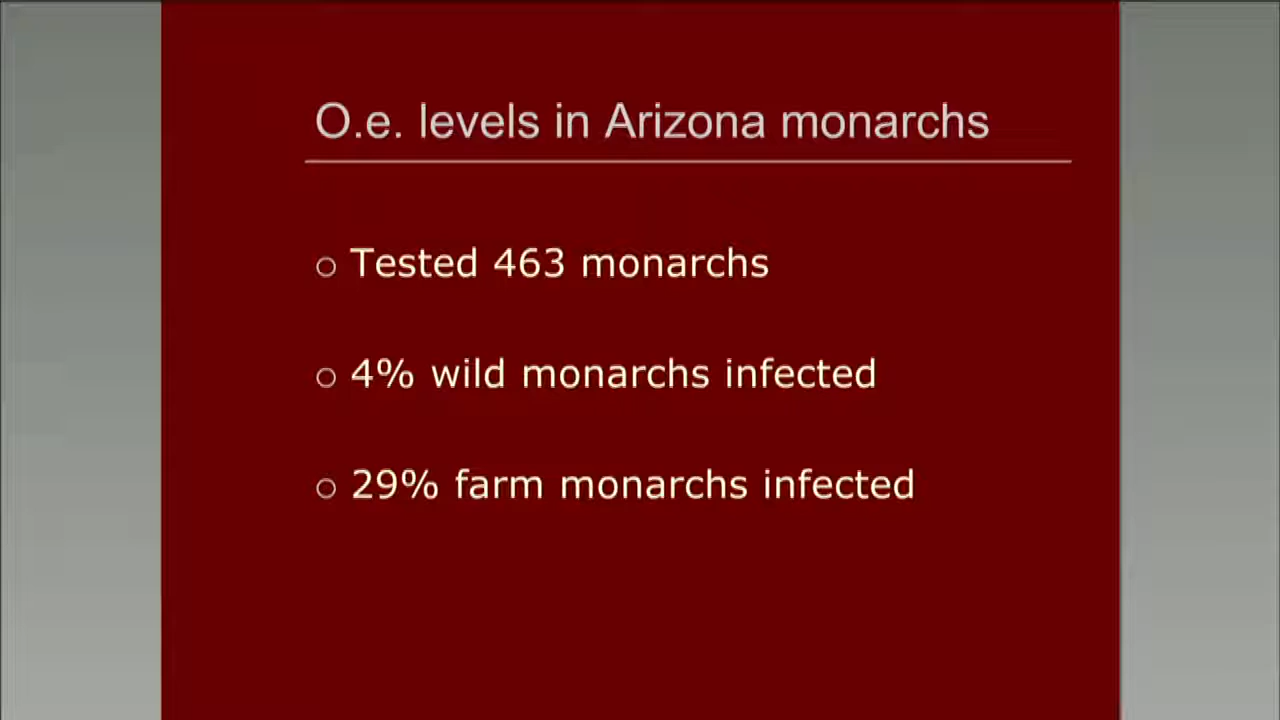 O.e. levels in Arizona monarchs
Tested 463 monarchs
4% wild monarchs infected
29% farm monarchs infected